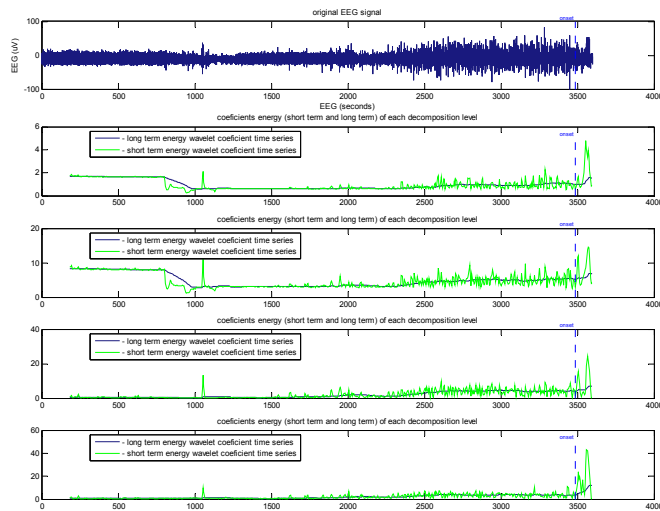 original EEG signal
onset
EEG (uV)
100
0
-100
0 500 1000 1500 2000 2500 3000 3500 4000
EEG (seconds)
coeficients energy (short term and long term) of each decomposition level
onset
- long term energy wavelet coeficient time series
- short term energy wavelet coeficient time series
6
4
2
0
0 500 1000 1500 2000 2500 3000 3500 4000
coeficients energy (short term and long term) of each decomposition level
onset
- long term energy wavelet coeficient time series
- short term energy wavelet coeficient time series
20
10
0
0 500 1000 1500 2000 2500 3000 3500 4000
coeficients energy (short term and long term) of each decomposition level
onset
- long term energy wavelet coeficient time series
- short term energy wavelet coeficient time series
40
20
0
0 500 1000 1500 2000 2500 3000 3500 4000
coeficients energy (short term and long term) of each decomposition level
onset
- long term energy wavelet coeficient time series
- short term energy wavelet coeficient time series
60
40
20
0
0 500 1000 1500 2000 2500 3000 3500 4000